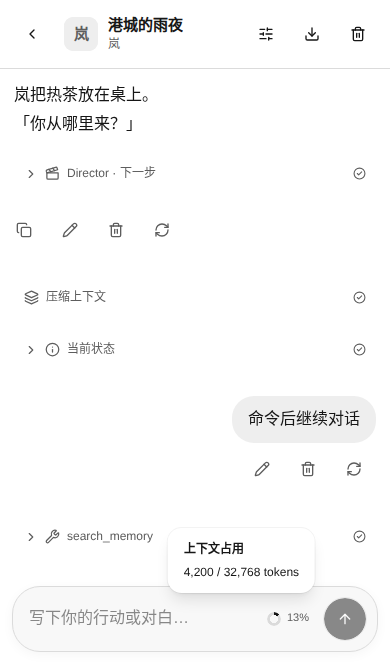 岚
港城的雨夜
岚
岚把热茶放在桌上。
「你从哪里来？」
Director · 下一步
压缩上下文
当前状态
命令后继续对话
search_memory
上下文占用
4,200 / 32,768 tokens
写下你的行动或对白…
13%